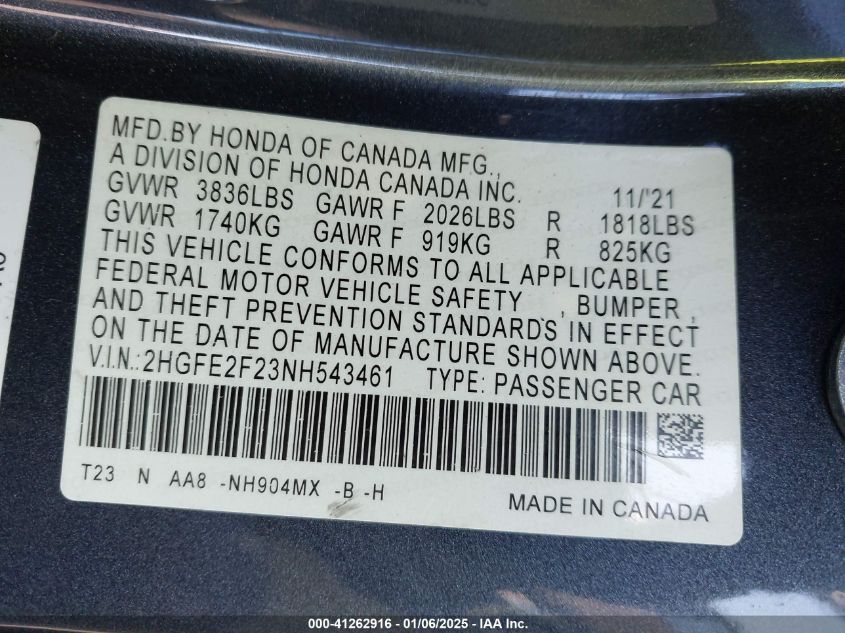 MFD.BY HONDA OF CANADA MFG.,
A DIVISION OF HONDA CANADA INC. 11/'21
GVWR 3836LBS GAWR F 2026LBS R 1818LBS
GVWR 1740KG GAWR F 919KG R 825KG
THIS VEHICLE CONFORMS TO ALL APPLICABLE
FEDERAL MOTOR VEHICLE SAFETY , BUMPER ,
AND THEFT PREVENTION STANDARDS IN EFFECT
ON THE DATE OF MANUFACTURE SHOWN ABOVE.
V.I.N.:2HGFE2F23NH543461 TYPE: PASSENGER CAR
T23 N AA8 -NH904MX -B -H
MADE IN CANADA
000-41262916 — 01/06/2025 — IAA Inc.